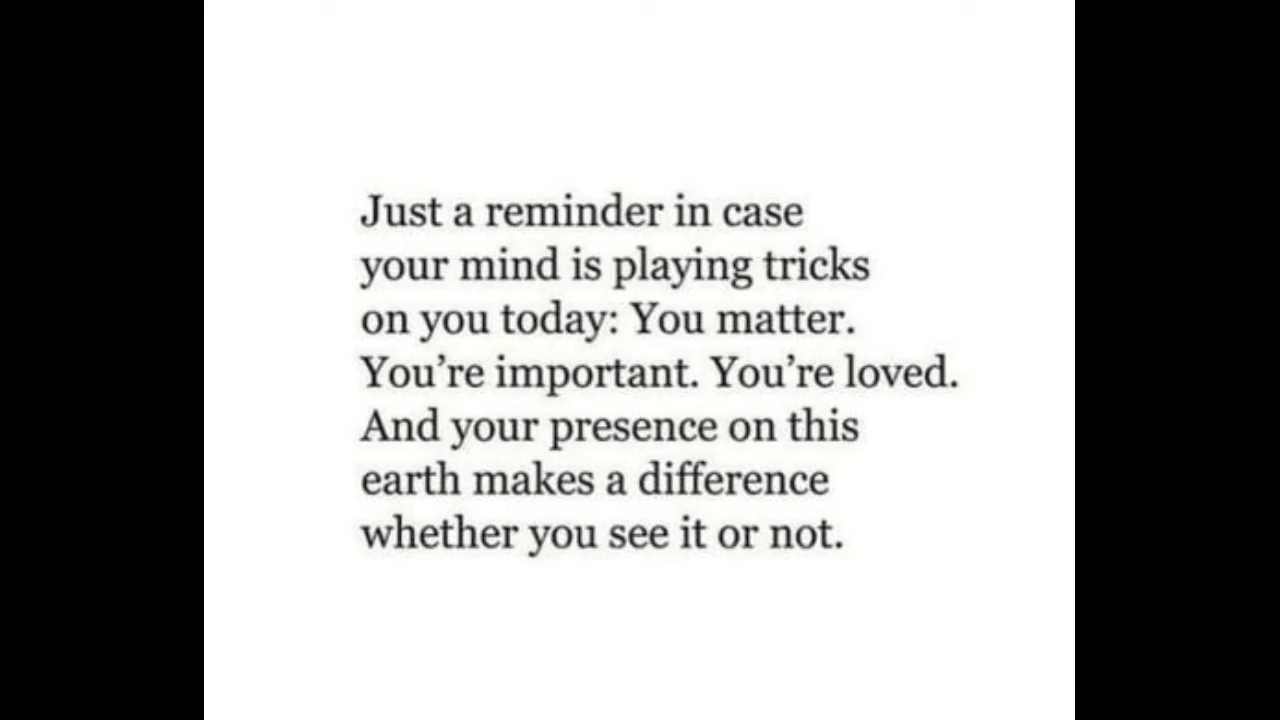 Just a reminder in case
your mind is playing tricks
on you today: You matter.
You’re important. You’re loved.
And your presence on this
earth makes a difference
whether you see it or not.